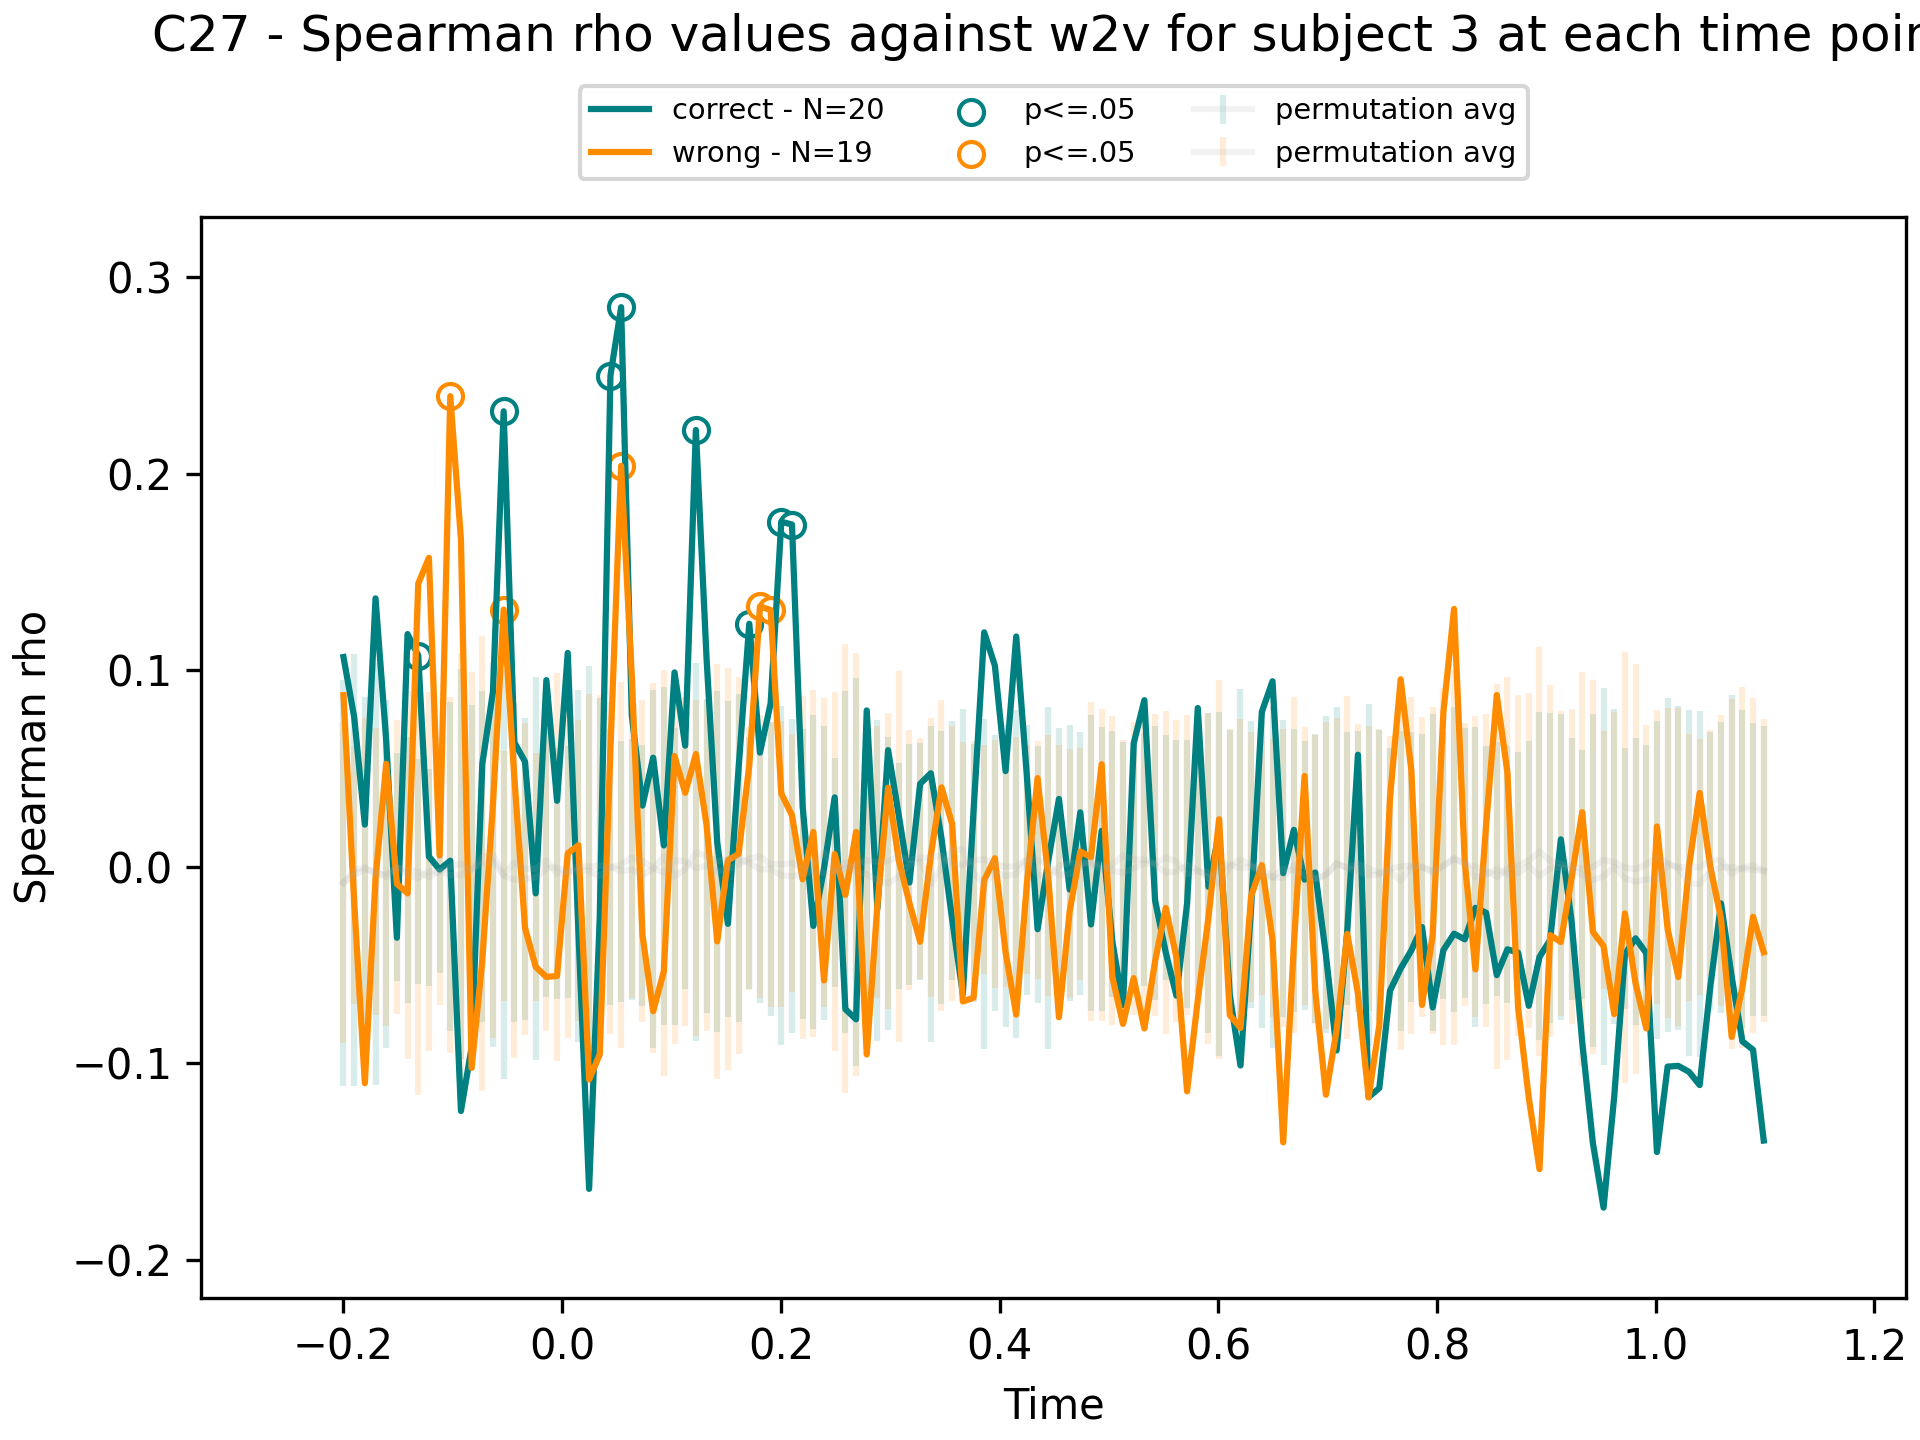 C27 - Spearman rho values against w2v for subject 3 at each time poin
correct - N=20
wrong - N=19
p<=.05
p<=.05
permutation avg
permutation avg
0.3
0.2
0.1
0.0
−0.1
−0.2
Spearman rho
−0.2 0.0 0.2 0.4 0.6 0.8 1.0 1.2
Time